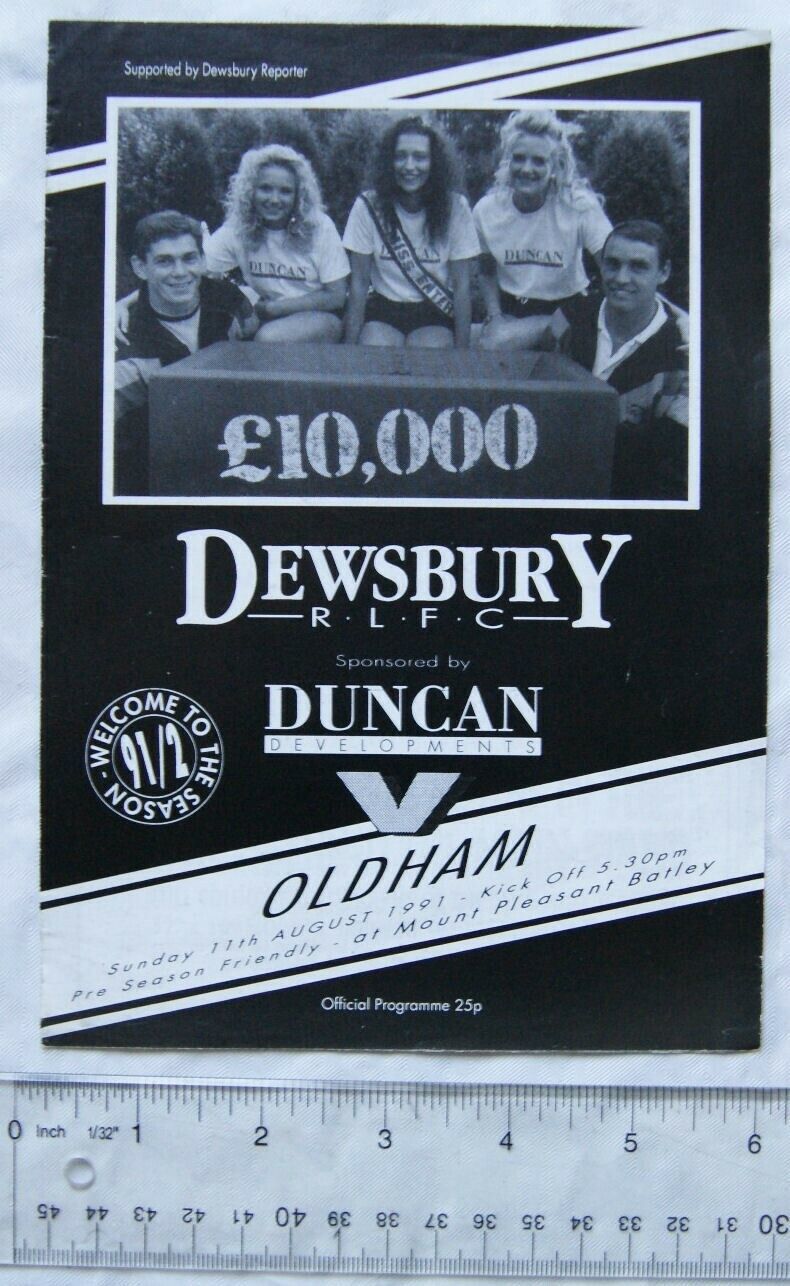 Supported by Dewsbury Reporter
DUNCAN
DUNCAN
MISS
DUNCAN
£10,000
DEWSBURY
R·L·F·C
Sponsored by
DUNCAN
DEVELOPMENTS
WELCOME TO THE SEASON -
91/2
V
OLDHAM
Sunday 11th AUGUST 1991 - Kick Off 5.30pm
Pre Season Friendly - at Mount Pleasant Batley
Official Programme 25p
0 Inch 1/32" 1 2 3 4 5 6
45 44 43 42 41 40 39 38 37 36 35 34 33 32 31 30